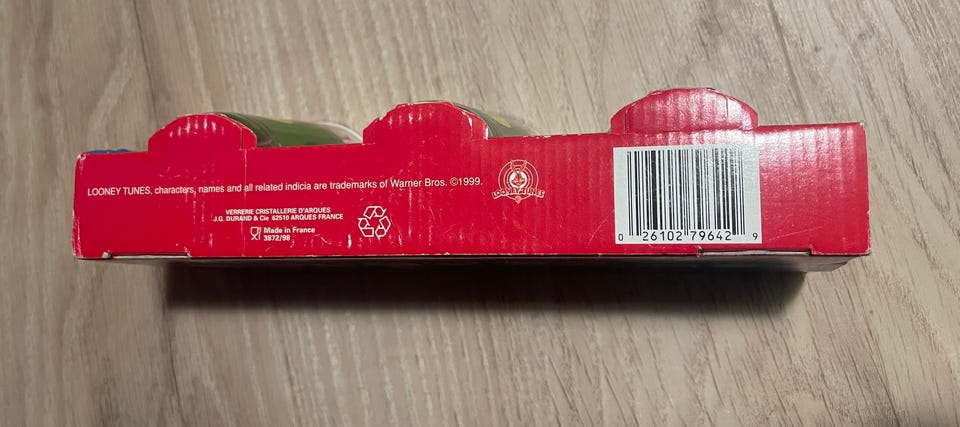 LOONEY TUNES, characters, names and all related indicia are trademarks of Warner Bros. ©1999.
VERRERIE CRISTALLERIE D'ARQUES
J.G. DURAND & Cie 62510 ARQUES FRANCE
Made in France
3872/98
LOONEY TUNES
0 26102 79642 9